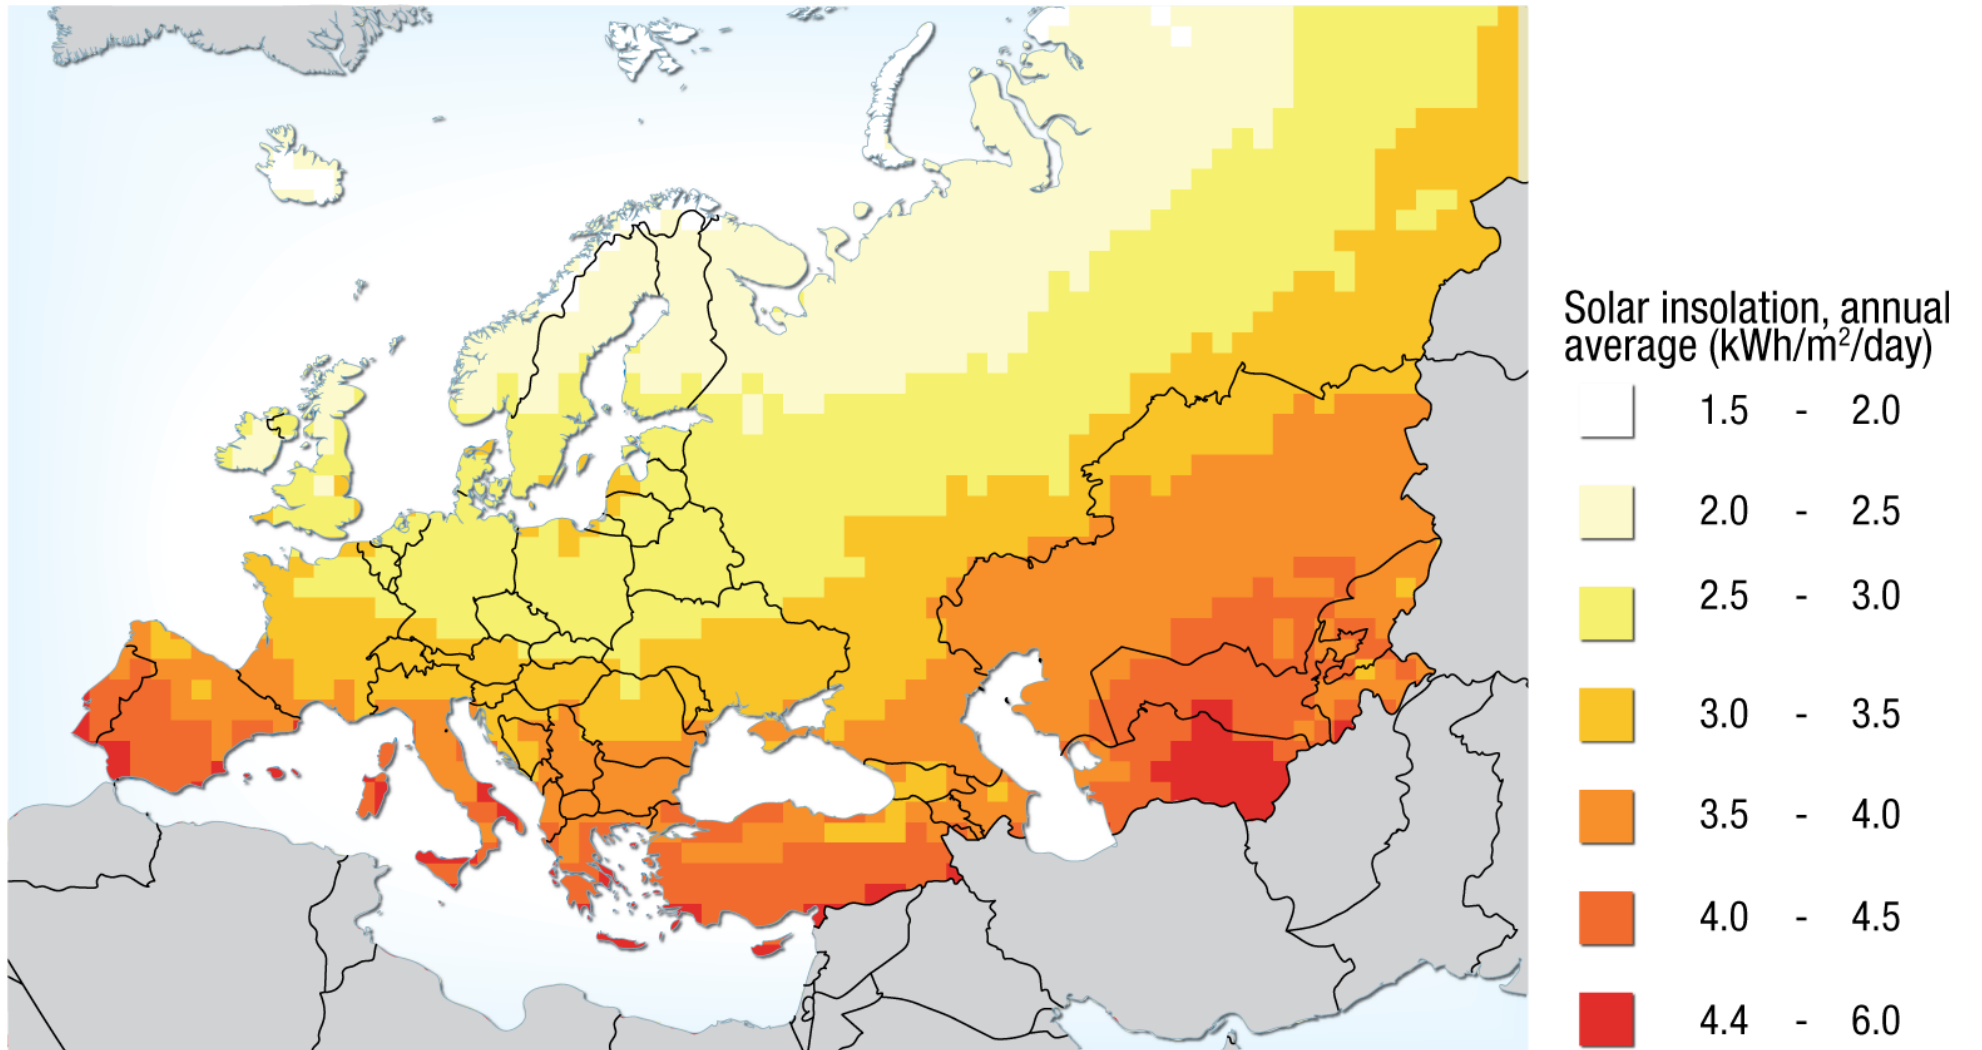 Solar insolation, annual
average (kWh/m²/day)
1.5 - 2.0
2.0 - 2.5
2.5 - 3.0
3.0 - 3.5
3.5 - 4.0
4.0 - 4.5
4.4 - 6.0